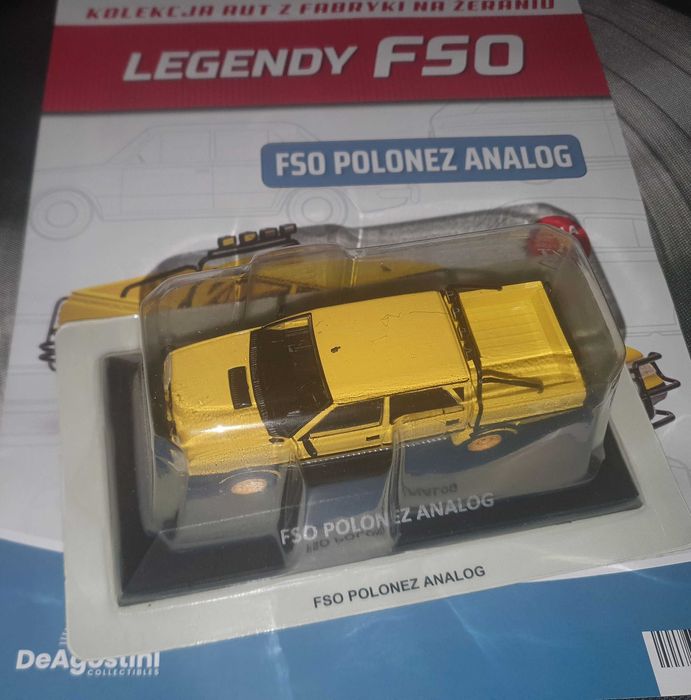 KOLEKCJA AUT Z FABRYKI NA ŻERANIU
LEGENDY FSO
FSO POLONEZ ANALOG
FSO POLONEZ ANALOG
FSO POLONEZ ANALOG
DeAgostini
COLLECTIBLES